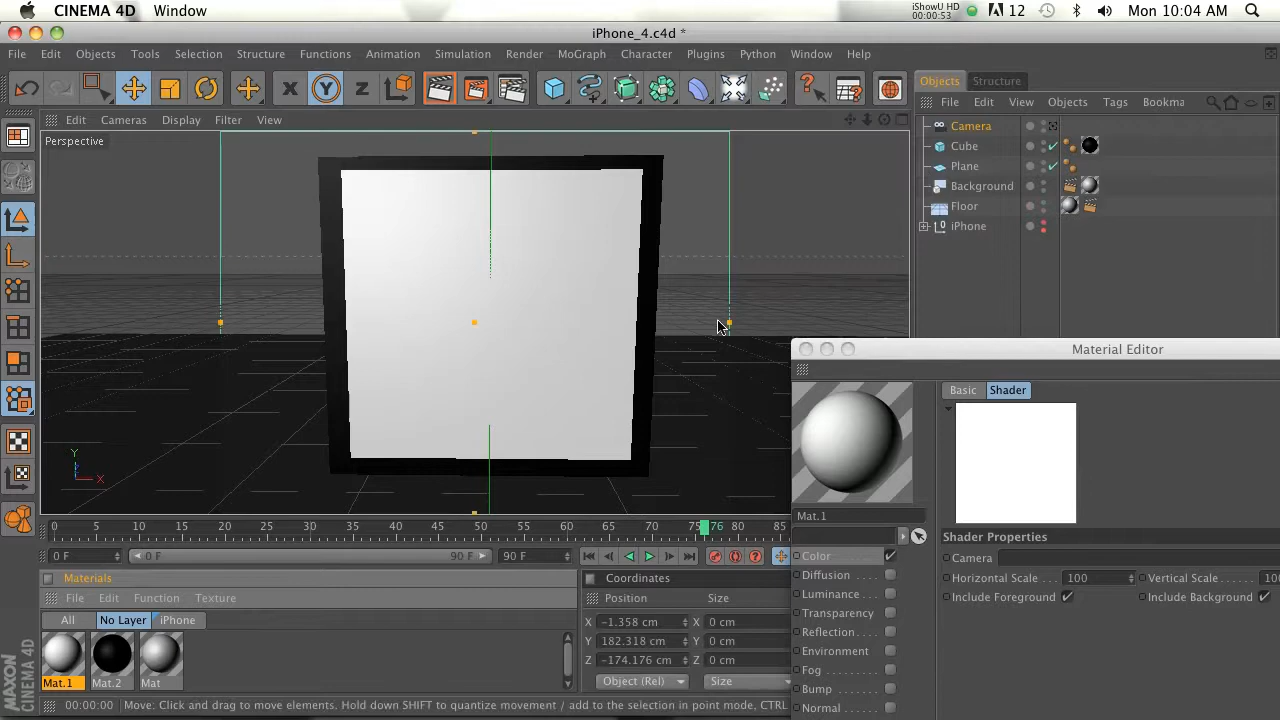 CINEMA 4D Window
iShowU HD
00:00:53
12
Mon 10:04 AM
iPhone_4.c4d *
File Edit Objects Tools Selection Structure Functions Animation Simulation Render MoGraph Character Plugins Python Window Help
X Y Z
Objects Structure
Edit Cameras Display Filter View
File Edit View Objects Tags Bookma
Perspective
Camera
Cube
Plane
Background
Floor
iPhone
Material Editor
Basic Shader
Y
X
Mat.1
0 5 10 15 20 25 30 35 40 45 50 55 60 65 70 75 76 80 85
Shader Properties
0 F 0 F 90 F 90 F
Color
Camera
Diffusion
Horizontal Scale 100 Vertical Scale 100
Luminance
Include Foreground Include Background
Transparency
Reflection
Environment
Fog
Bump
Normal
Materials
File Edit Function Texture
All No Layer iPhone
Mat.1 Mat.2 Mat
Coordinates
Position Size
X -1.358 cm X 0 cm
Y 182.318 cm Y 0 cm
Z -174.176 cm Z 0 cm
Object (Rel) Size
MAXON CINEMA 4D
00:00:00 Move: Click and drag to move elements. Hold down SHIFT to quantize movement / add to the selection in point mode, CTRL